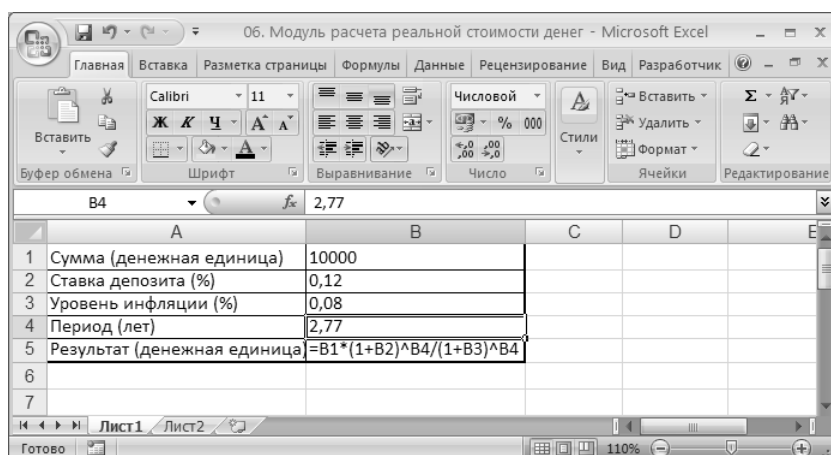 06. Модуль расчета реальной стоимости денег - Microsoft Excel
Главная Вставка Разметка страницы Формулы Данные Рецензирование Вид Разработчик
Вставить
Буфер обмена
Calibri 11
Ж К Ч А А
А
Шрифт
Выравнивание
Числовой
% 000
,00 ,00
Число
Стили
Вставить
Удалить
Формат
Ячейки
Σ
Редактирование
B4 fx 2,77
A B C D E
1 Сумма (денежная единица) 10000
2 Ставка депозита (%) 0,12
3 Уровень инфляции (%) 0,08
4 Период (лет) 2,77
5 Результат (денежная единица) =B1*(1+B2)^B4/(1+B3)^B4
6
7
Лист1 Лист2
Готово 110%